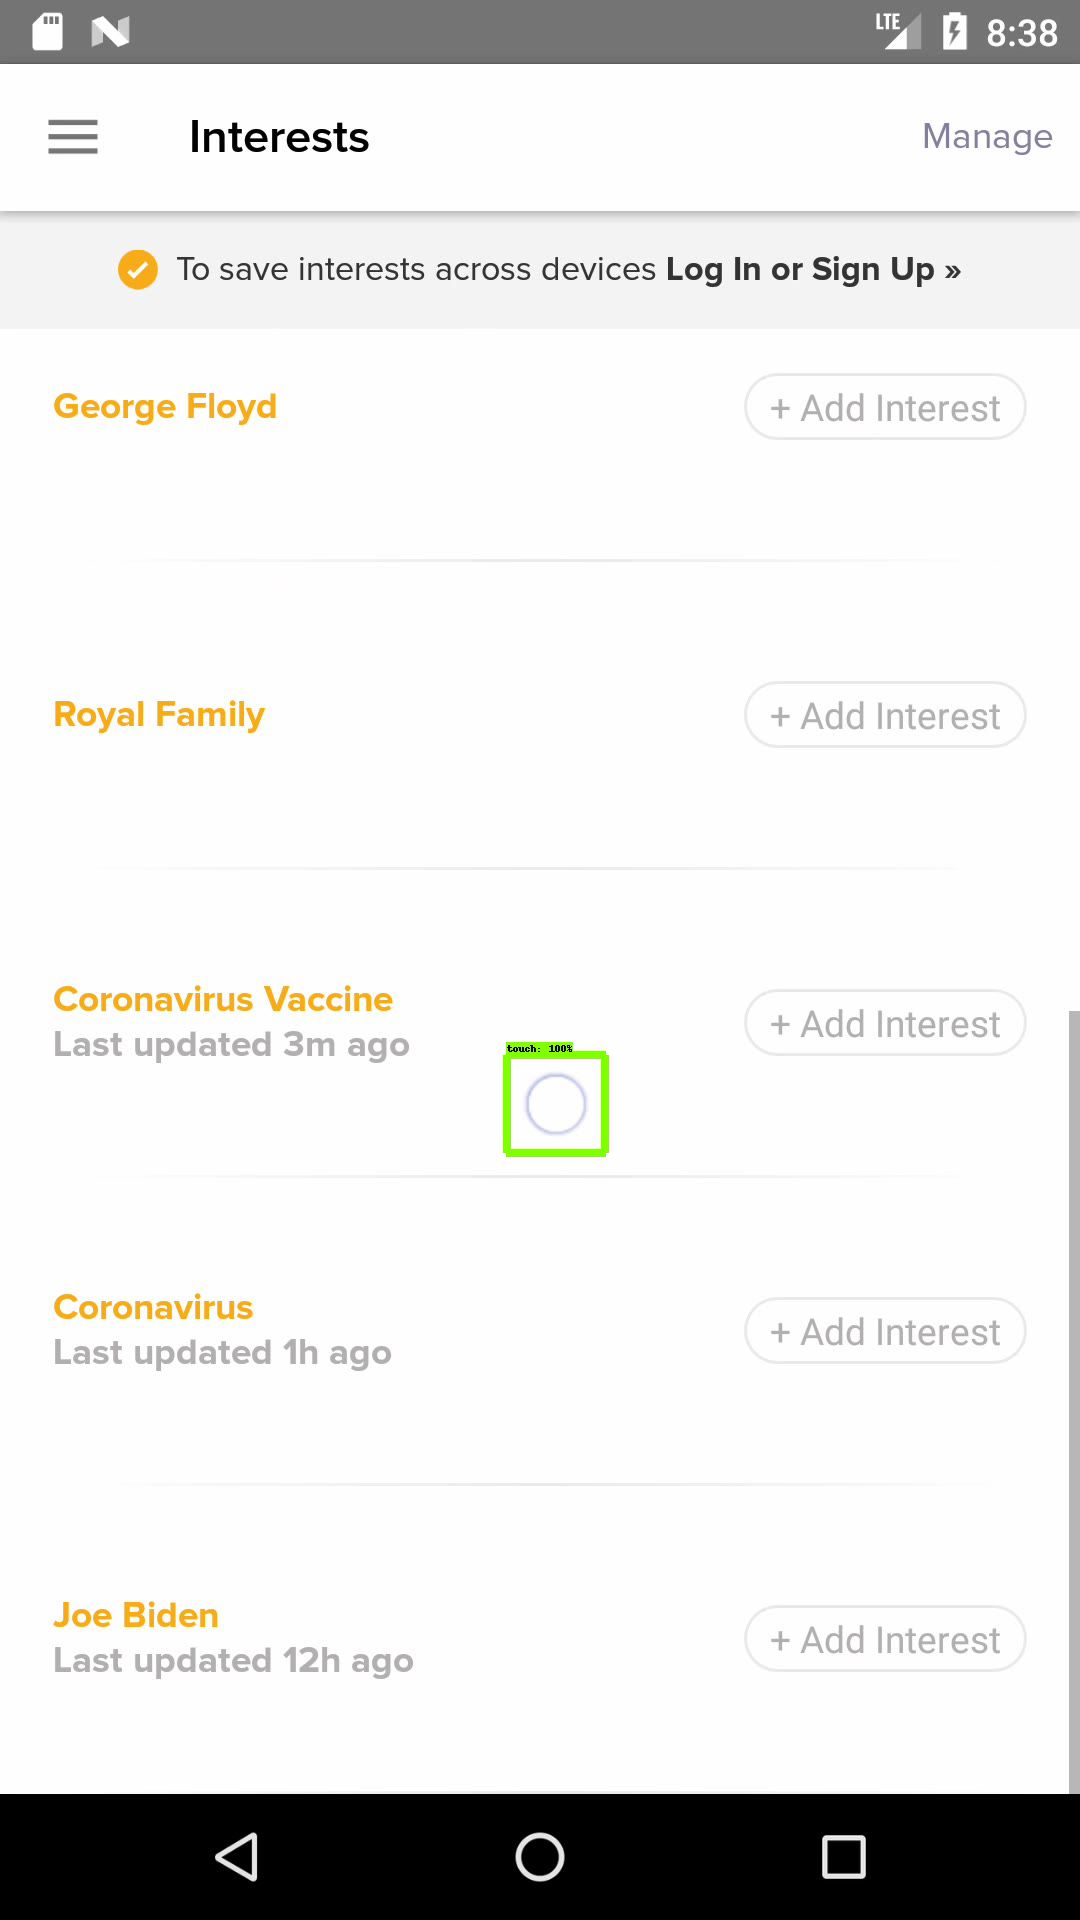 LTE 8:38
Interests
Manage
To save interests across devices Log In or Sign Up »
George Floyd
+ Add Interest
Royal Family
+ Add Interest
Coronavirus Vaccine
Last updated 3m ago
+ Add Interest
touch: 100%
Coronavirus
Last updated 1h ago
+ Add Interest
Joe Biden
Last updated 12h ago
+ Add Interest